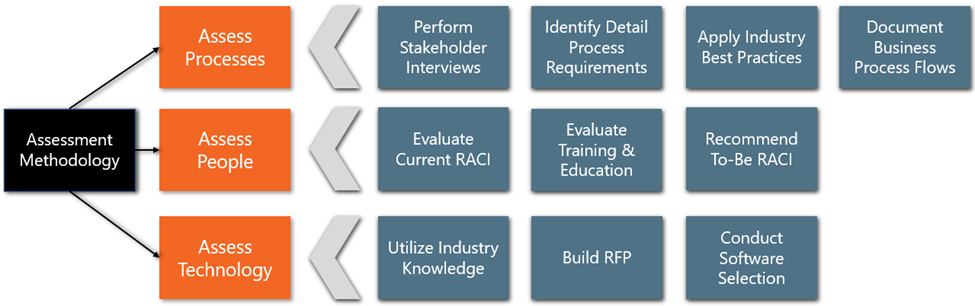 Assess
Processes
Perform
Stakeholder
Interviews
Identify Detail
Process
Requirements
Apply Industry
Best Practices
Document
Business
Process Flows
Assessment
Methodology
Assess
People
Evaluate
Current RACI
Evaluate
Training &
Education
Recommend
To-Be RACI
Assess
Technology
Utilize Industry
Knowledge
Build RFP
Conduct
Software
Selection